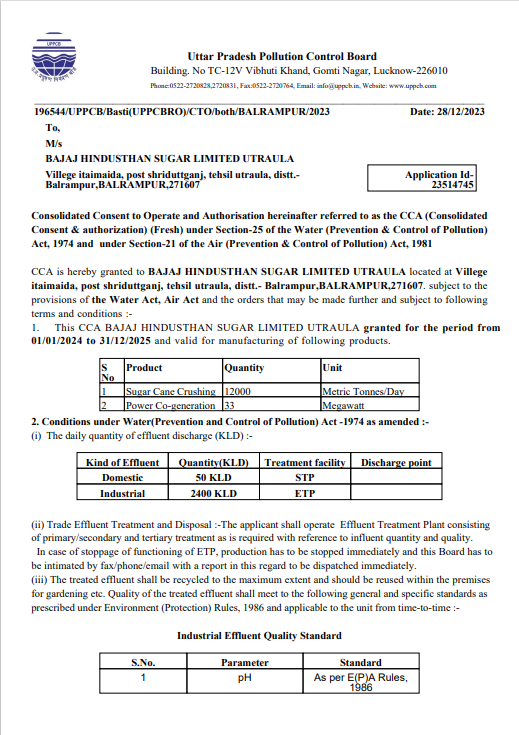 UPPCB
Uttar Pradesh Pollution Control Board
Building. No TC-12V Vibhuti Khand, Gomti Nagar, Lucknow-226010
Phone:0522-2720828,2720831, Fax:0522-2720764, Email: info@uppcb.in, Website: www.uppcb.com
196544/UPPCB/Basti(UPPCBRO)/CTO/both/BALRAMPUR/2023 Date: 28/12/2023
To,
M/s
BAJAJ HINDUSTHAN SUGAR LIMITED UTRAULA
Villege itaimaida, post shriduttganj, tehsil utraula, distt.-
Balrampur,BALRAMPUR,271607
Application Id-
23514745
Consolidated Consent to Operate and Authorisation hereinafter referred to as the CCA (Consolidated
Consent & authorization) (Fresh) under Section-25 of the Water (Prevention & Control of Pollution)
Act, 1974 and under Section-21 of the Air (Prevention & Control of Pollution) Act, 1981
CCA is hereby granted to BAJAJ HINDUSTHAN SUGAR LIMITED UTRAULA located at Villege
itaimaida, post shriduttganj, tehsil utraula, distt.- Balrampur,BALRAMPUR,271607. subject to the
provisions of the Water Act, Air Act and the orders that may be made further and subject to following
terms and conditions :-
1. This CCA BAJAJ HINDUSTHAN SUGAR LIMITED UTRAULA granted for the period from
01/01/2024 to 31/12/2025 and valid for manufacturing of following products.
S No Product Quantity Unit
1 Sugar Cane Crushing 12000 Metric Tonnes/Day
2 Power Co-generation 33 Megawatt
2. Conditions under Water(Prevention and Control of Pollution) Act -1974 as amended :-
(i) The daily quantity of effluent discharge (KLD) :-
Kind of Effluent Quantity(KLD) Treatment facility Discharge point
Domestic 50 KLD STP
Industrial 2400 KLD ETP
(ii) Trade Effluent Treatment and Disposal :-The applicant shall operate Effluent Treatment Plant consisting
of primary/secondary and tertiary treatment as is required with reference to influent quantity and quality.
In case of stoppage of functioning of ETP, production has to be stopped immediately and this Board has to
be intimated by fax/phone/email with a report in this regard to be dispatched immediately.
(iii) The treated effluent shall be recycled to the maximum extent and should be reused within the premises
for gardening etc. Quality of the treated effluent shall meet to the following general and specific standards as
prescribed under Environment (Protection) Rules, 1986 and applicable to the unit from time-to-time :-
Industrial Effluent Quality Standard
S.No. Parameter Standard
1 pH As per E(P)A Rules,
1986